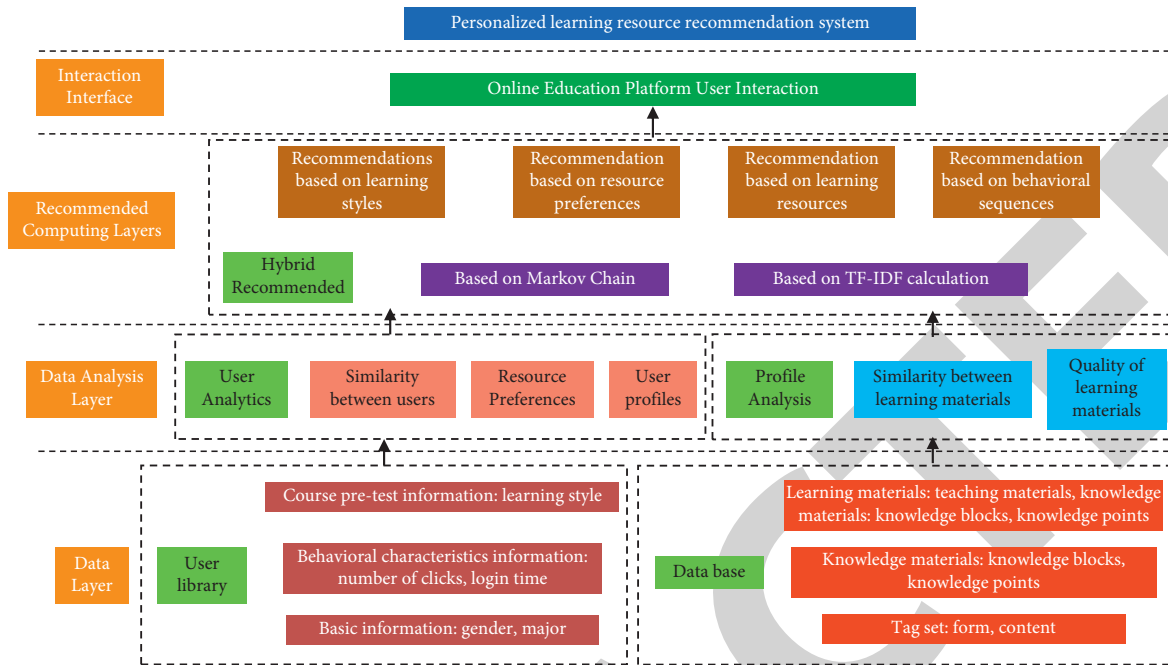 Personalized learning resource recommendation system
Interaction
Interface
Online Education Platform User Interaction
Recommended
Computing Layers
Recommendations
based on learning
styles
Recommendation
based on resource
preferences
Recommendation
based on learning
resources
Recommendation
based on behavioral
sequences
Hybrid
Recommended
Based on Markov Chain
Based on TF-IDF calculation
Data Analysis
Layer
User
Analytics
Similarity
between users
Resource
Preferences
User
profiles
Profile
Analysis
Similarity between
learning materials
Quality of
learning
materials
Data
Layer
User
library
Course pre-test information: learning style
Behavioral characteristics information:
number of clicks, login time
Basic information: gender, major
Data base
Learning materials: teaching materials, knowledge
materials: knowledge blocks, knowledge points
Knowledge materials: knowledge blocks,
knowledge points
Tag set: form, content